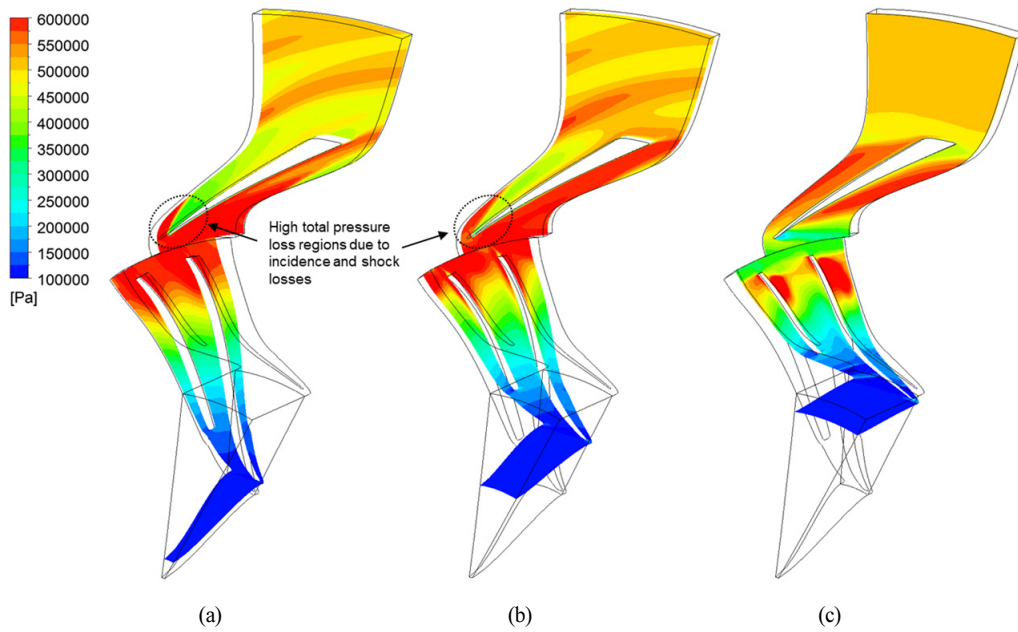 600000
550000
500000
450000
400000
350000
300000
250000
200000
150000
100000
[Pa]
High total pressure
loss regions due to
incidence and shock
losses
(a)
(b)
(c)